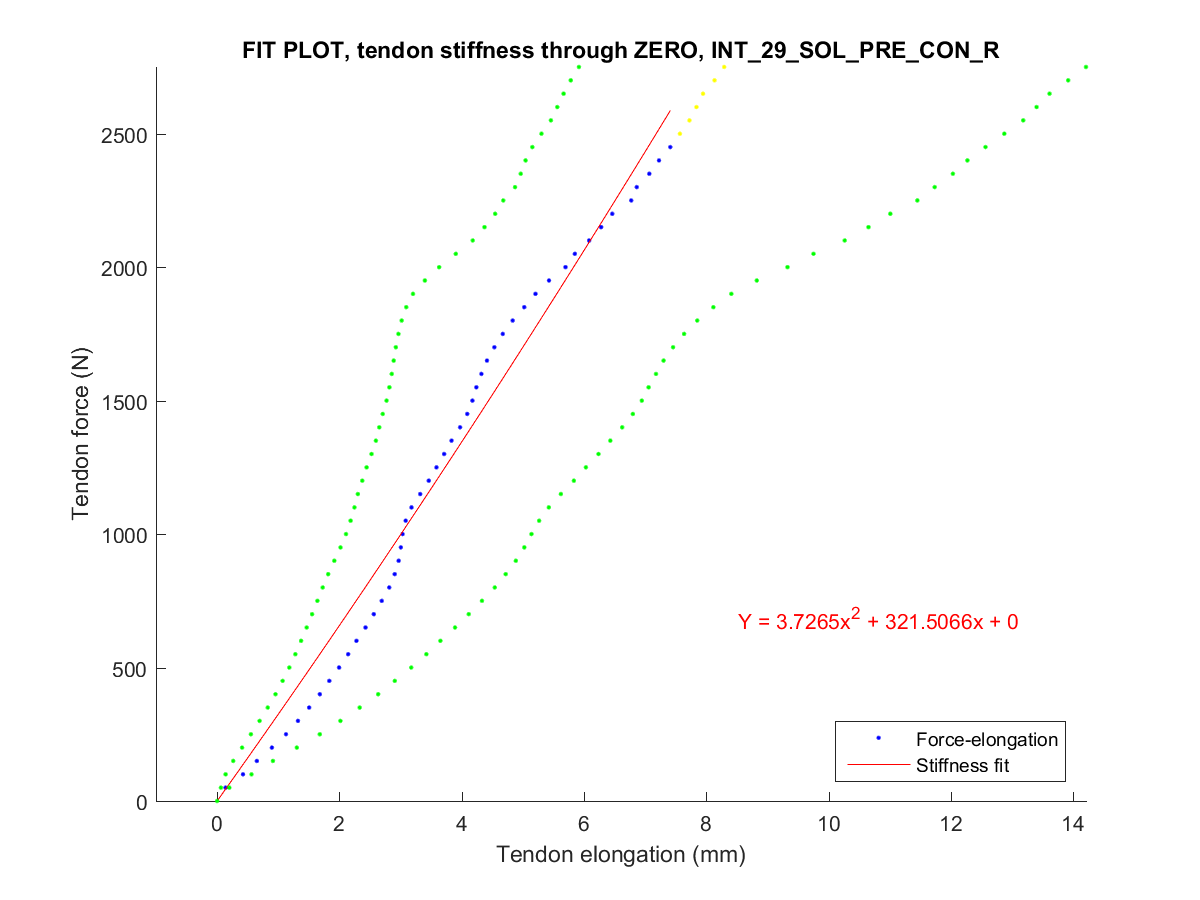 FIT PLOT, tendon stiffness through ZERO, INT_29_SOL_PRE_CON_R
2500
2000
1500
1000
500
0
Tendon force (N)
Y = 3.7265x² + 321.5066x + 0
Force-elongation
Stiffness fit
0 2 4 6 8 10 12 14
Tendon elongation (mm)